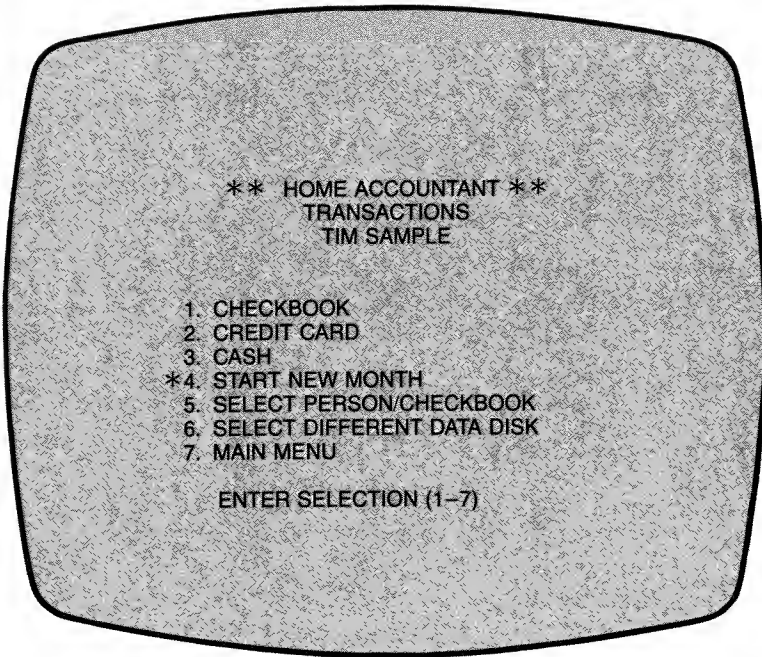 ** HOME ACCOUNTANT **
TRANSACTIONS
TIM SAMPLE
1. CHECKBOOK
2. CREDIT CARD
3. CASH
*4. START NEW MONTH
5. SELECT PERSON/CHECKBOOK
6. SELECT DIFFERENT DATA DISK
7. MAIN MENU
ENTER SELECTION (1–7)